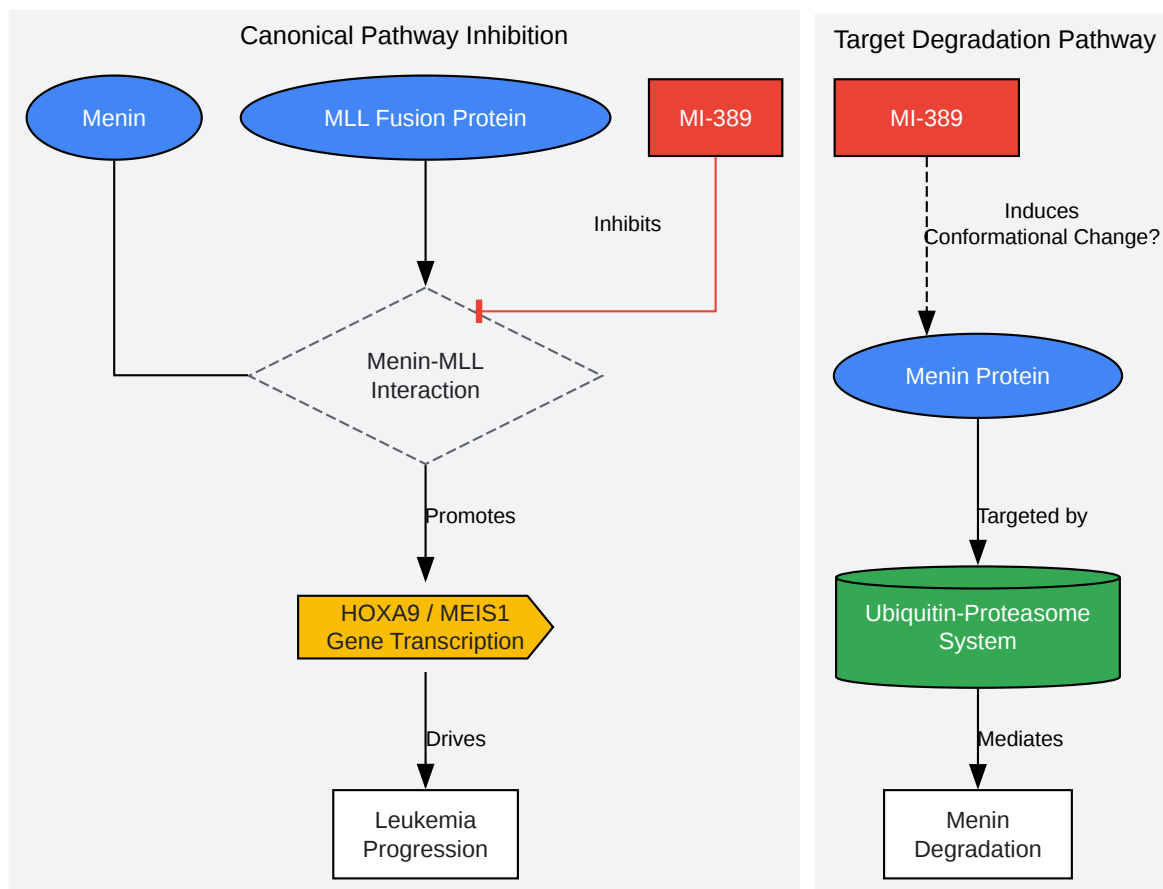 Canonical Pathway Inhibition
Menin
MLL Fusion Protein
MI-389
Inhibits
Menin-MLL
Interaction
Promotes
HOXA9 / MEIS1
Gene Transcription
Drives
Leukemia
Progression
Target Degradation Pathway
MI-389
Induces
Conformational Change?
Menin Protein
Targeted by
Ubiquitin-Proteasome
System
Mediates
Menin
Degradation